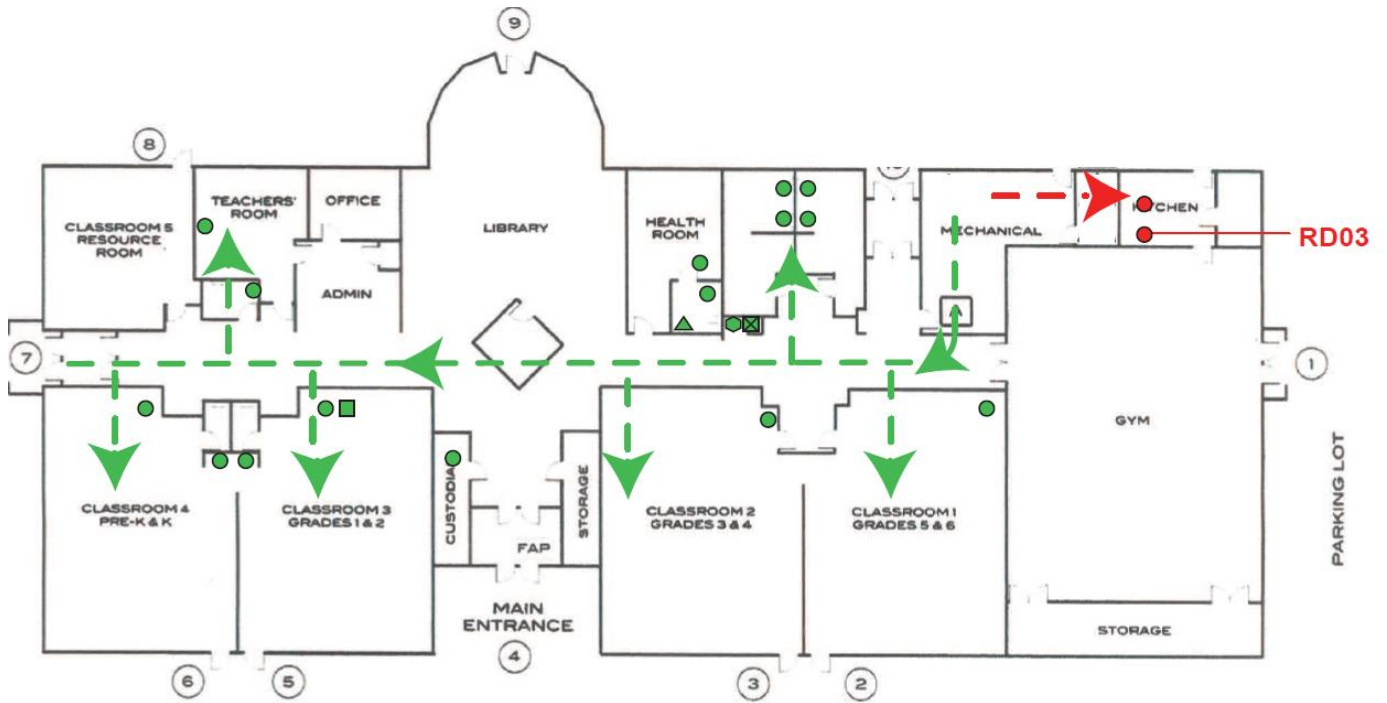 9
8
TEACHERS'
ROOM
OFFICE
CLASSROOM 5
RESOURCE
ROOM
LIBRARY
HEALTH
ROOM
MECHANICAL
KITCHEN
RD03
ADMIN
A
7
1
GYM
PARKING LOT
CLASSROOM 4
PRE-K & K
CLASSROOM 3
GRADES 1 & 2
CUSTODIA
STORAGE
CLASSROOM 2
GRADES 3 & 4
CLASSROOM 1
GRADES 5 & 6
FAP
MAIN
ENTRANCE
4
STORAGE
6
5
3
2